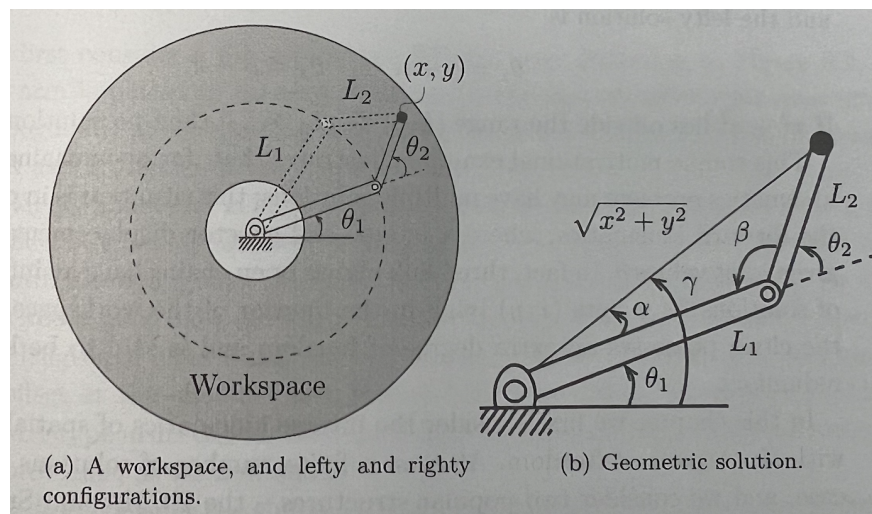 (x, y)
L₂
L₁
θ₂
θ₁
Workspace
(a) A workspace, and lefty and righty
configurations.
√x² + y²
L₂
β
θ₂
γ
α
L₁
θ₁
(b) Geometric solution.